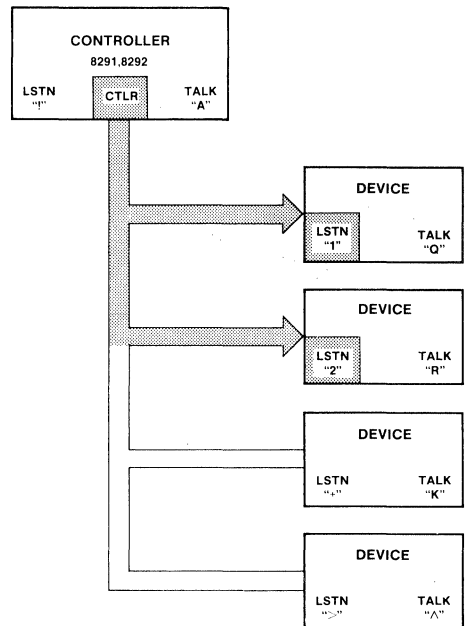 CONTROLLER
8291,8292
LSTN
"!"
CTLR
TALK
"A"
DEVICE
LSTN
"1"
TALK
"Q"
DEVICE
LSTN
"2"
TALK
"R"
DEVICE
LSTN
"+"
TALK
"K"
DEVICE
LSTN
">"
TALK
"^"